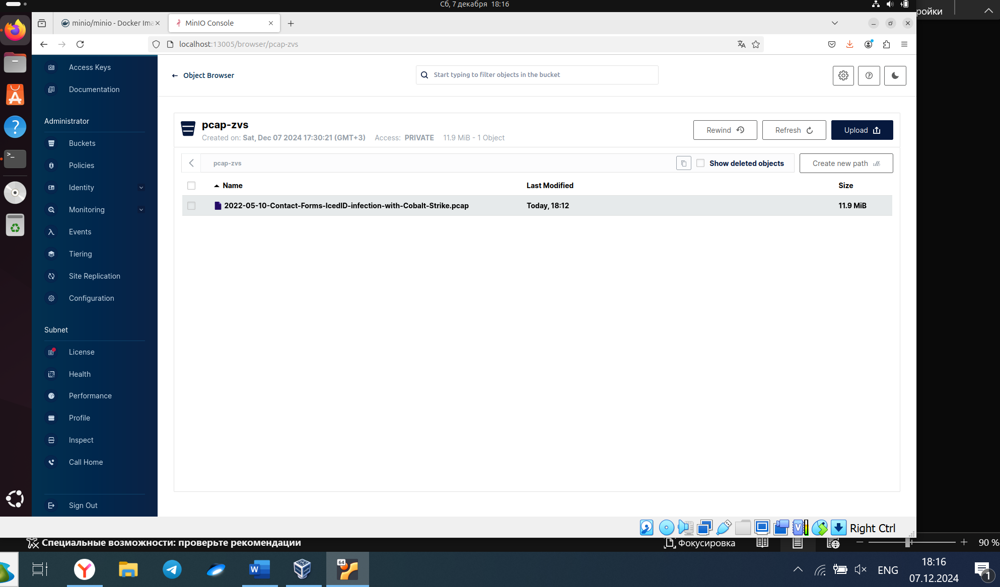 Сб, 7 декабря 18:16
ройки
minio/minio - Docker Ima
MinIO Console
localhost:13005/browser/pcap-zvs
Access Keys
Documentation
Administrator
Buckets
Policies
Identity
Monitoring
Events
Tiering
Site Replication
Configuration
Subnet
License
Health
Performance
Profile
Inspect
Call Home
Sign Out
Object Browser
Start typing to filter objects in the bucket
pcap-zvs
Created on: Sat, Dec 07 2024 17:30:21 (GMT+3) Access: PRIVATE 11.9 MiB - 1 Object
Rewind
Refresh
Upload
pcap-zvs
Show deleted objects
Create new path
Name Last Modified Size
2022-05-10-Contact-Forms-IcedID-infection-with-Cobalt-Strike.pcap Today, 18:12 11.9 MiB
Right Ctrl
Специальные возможности: проверьте рекомендации
Фокусировка
90 %
64
ENG
18:16
07.12.2024
1